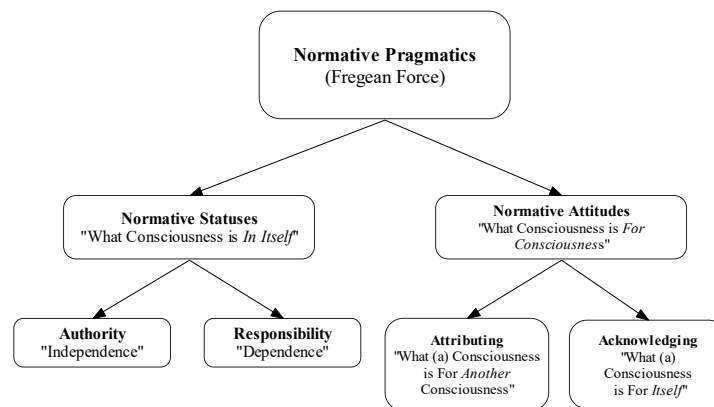 Normative Pragmatics
(Fregean Force)
Normative Statuses
"What Consciousness is In Itself"
Normative Attitudes
"What Consciousness is For
Consciousness"
Authority
"Independence"
Responsibility
"Dependence"
Attributing
"What (a) Consciousness
is For Another
Consciousness"
Acknowledging
"What (a)
Consciousness
is For Itself"